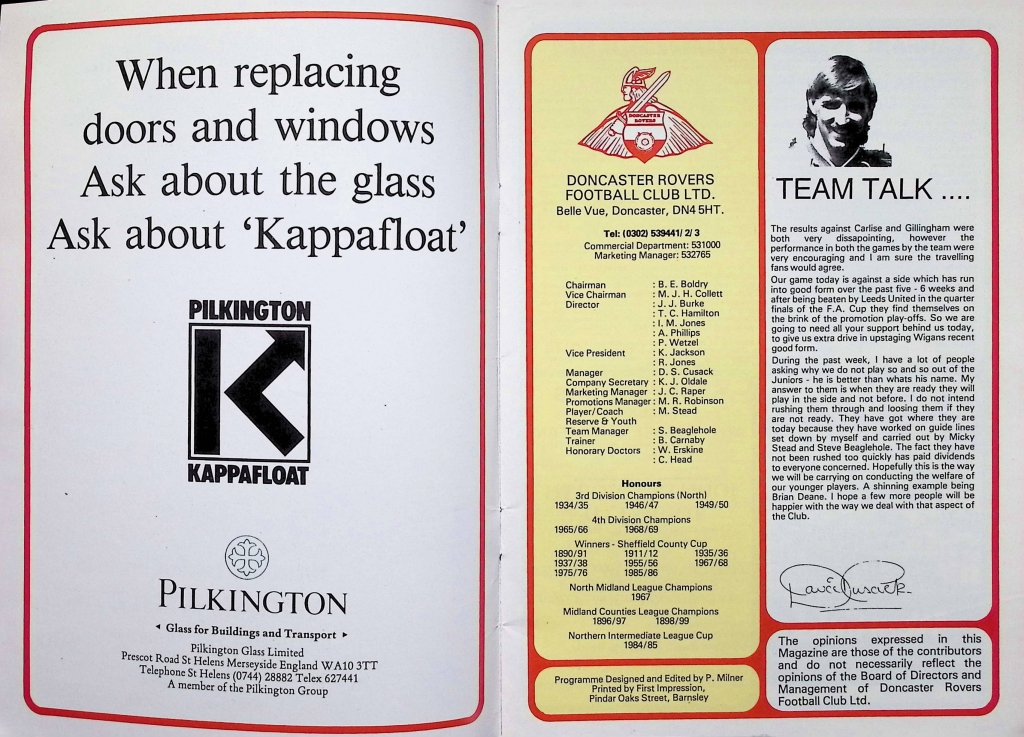 When replacing
doors and windows
Ask about the glass
Ask about ‘Kappafloat’
PILKINGTON
K
KAPPAFLOAT
PILKINGTON
◂ Glass for Buildings and Transport ▸
Pilkington Glass Limited
Prescot Road St Helens Merseyside England WA10 3TT
Telephone St Helens (0744) 28882 Telex 627441
A member of the Pilkington Group
DONCASTER
ROVERS
DONCASTER ROVERS
FOOTBALL CLUB LTD.
Belle Vue, Doncaster, DN4 5HT.
Tel: (0302) 539441/ 2/ 3
Commercial Department: 531000
Marketing Manager: 532765
Chairman : B. E. Boldry
Vice Chairman : M. J. H. Collett
Director : J. J. Burke
: T. C. Hamilton
: I. M. Jones
: A. Phillips
: P. Wetzel
Vice President : K. Jackson
: R. Jones
Manager : D. S. Cusack
Company Secretary : K. J. Oldale
Marketing Manager : J. C. Raper
Promotions Manager : M. R. Robinson
Player/Coach : M. Stead
Reserve & Youth
Team Manager : S. Beaglehole
Trainer : B. Carnaby
Honorary Doctors : W. Erskine
: C. Head
Honours
3rd Division Champions (North)
1934/35 1946/47 1949/50
4th Division Champions
1965/66 1968/69
Winners - Sheffield County Cup
1890/91 1911/12 1935/36
1937/38 1955/56 1967/68
1975/76 1985/86
North Midland League Champions
1967
Midland Counties League Champions
1896/97 1898/99
Northern Intermediate League Cup
1984/85
Programme Designed and Edited by P. Milner
Printed by First Impression,
Pindar Oaks Street, Barnsley
TEAM TALK ....
The results against Carlise and Gillingham were
both very dissapointing, however the
performance in both the games by the team were
very encouraging and I am sure the travelling
fans would agree.
Our game today is against a side which has run
into good form over the past five - 6 weeks and
after being beaten by Leeds United in the quarter
finals of the F.A. Cup they find themselves on
the brink of the promotion play-offs. So we are
going to need all your support behind us today,
to give us extra drive in upstaging Wigans recent
good form.
During the past week, I have a lot of people
asking why we do not play so and so out of the
Juniors - he is better than whats his name. My
answer to them is when they are ready they will
play in the side and not before. I do not intend
rushing them through and loosing them if they
are not ready. They have got where they are
today because they have worked on guide lines
set down by myself and carried out by Micky
Stead and Steve Beaglehole. The fact they have
not been rushed too quickly has paid dividends
to everyone concerned. Hopefully this is the way
we will be carrying on conducting the welfare of
our younger players. A shinning example being
Brian Deane. I hope a few more people will be
happier with the way we deal with that aspect of
the Club.
David Cusack
The opinions expressed in this
Magazine are those of the contributors
and do not necessarily reflect the
opinions of the Board of Directors and
Management of Doncaster Rovers
Football Club Ltd.